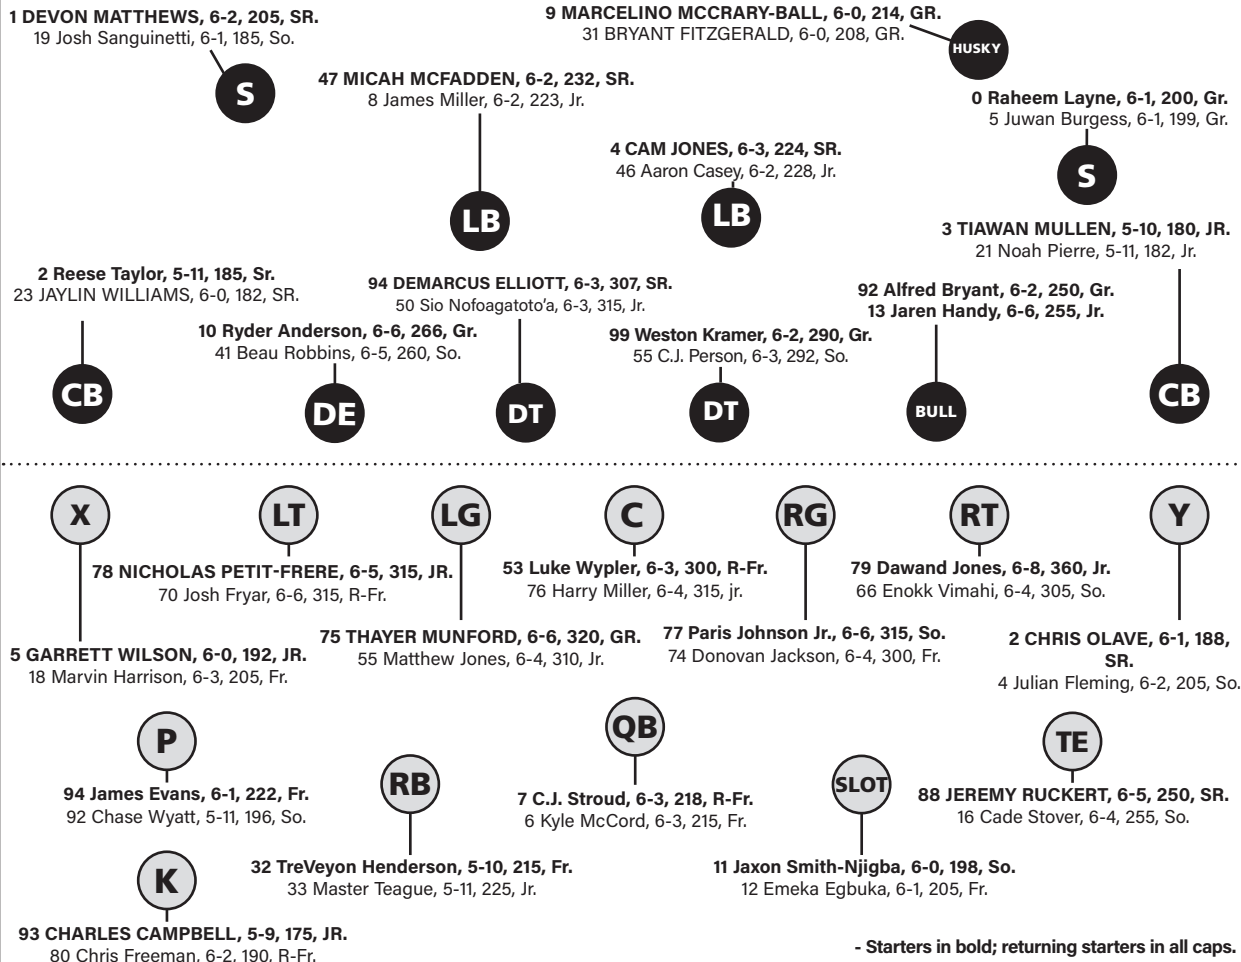 1 DEVON MATTHEWS, 6-2, 205, SR.
19 Josh Sanguinetti, 6-1, 185, So.
S
9 MARCELINO MCCRARY-BALL, 6-0, 214, GR.
31 BRYANT FITZGERALD, 6-0, 208, GR.
HUSKY
47 MICAH MCFADDEN, 6-2, 232, SR.
8 James Miller, 6-2, 223, Jr.
LB
0 Raheem Layne, 6-1, 200, Gr.
5 Juwan Burgess, 6-1, 199, Gr.
S
4 CAM JONES, 6-3, 224, SR.
46 Aaron Casey, 6-2, 228, Jr.
LB
3 TIAWAN MULLEN, 5-10, 180, JR.
21 Noah Pierre, 5-11, 182, Jr.
CB
2 Reese Taylor, 5-11, 185, Sr.
23 JAYLIN WILLIAMS, 6-0, 182, SR.
CB
10 Ryder Anderson, 6-6, 266, Gr.
41 Beau Robbins, 6-5, 260, So.
DE
94 DEMARCUS ELLIOTT, 6-3, 307, SR.
50 Sio Nofoagatoto'a, 6-3, 315, Jr.
DT
99 Weston Kramer, 6-2, 290, Gr.
55 C.J. Person, 6-3, 292, So.
DT
92 Alfred Bryant, 6-2, 250, Gr.
13 Jaren Handy, 6-6, 255, Jr.
BULL
X
5 GARRETT WILSON, 6-0, 192, JR.
18 Marvin Harrison, 6-3, 205, Fr.
LT
78 NICHOLAS PETIT-FRERE, 6-5, 315, JR.
70 Josh Fryar, 6-6, 315, R-Fr.
LG
75 THAYER MUNFORD, 6-6, 320, GR.
55 Matthew Jones, 6-4, 310, Jr.
C
53 Luke Wypler, 6-3, 300, R-Fr.
76 Harry Miller, 6-4, 315, jr.
RG
77 Paris Johnson Jr., 6-6, 315, So.
74 Donovan Jackson, 6-4, 300, Fr.
RT
79 Dawand Jones, 6-8, 360, Jr.
66 Enokk Vimahi, 6-4, 305, So.
Y
2 CHRIS OLAVE, 6-1, 188,
SR.
4 Julian Fleming, 6-2, 205, So.
P
94 James Evans, 6-1, 222, Fr.
92 Chase Wyatt, 5-11, 196, So.
RB
32 TreVeyon Henderson, 5-10, 215, Fr.
33 Master Teague, 5-11, 225, Jr.
QB
7 C.J. Stroud, 6-3, 218, R-Fr.
6 Kyle McCord, 6-3, 215, Fr.
SLOT
11 Jaxon Smith-Njigba, 6-0, 198, So.
12 Emeka Egbuka, 6-1, 205, Fr.
TE
88 JEREMY RUCKERT, 6-5, 250, SR.
16 Cade Stover, 6-4, 255, So.
K
93 CHARLES CAMPBELL, 5-9, 175, JR.
80 Chris Freeman, 6-2, 190, R-Fr.
- Starters in bold; returning starters in all caps.